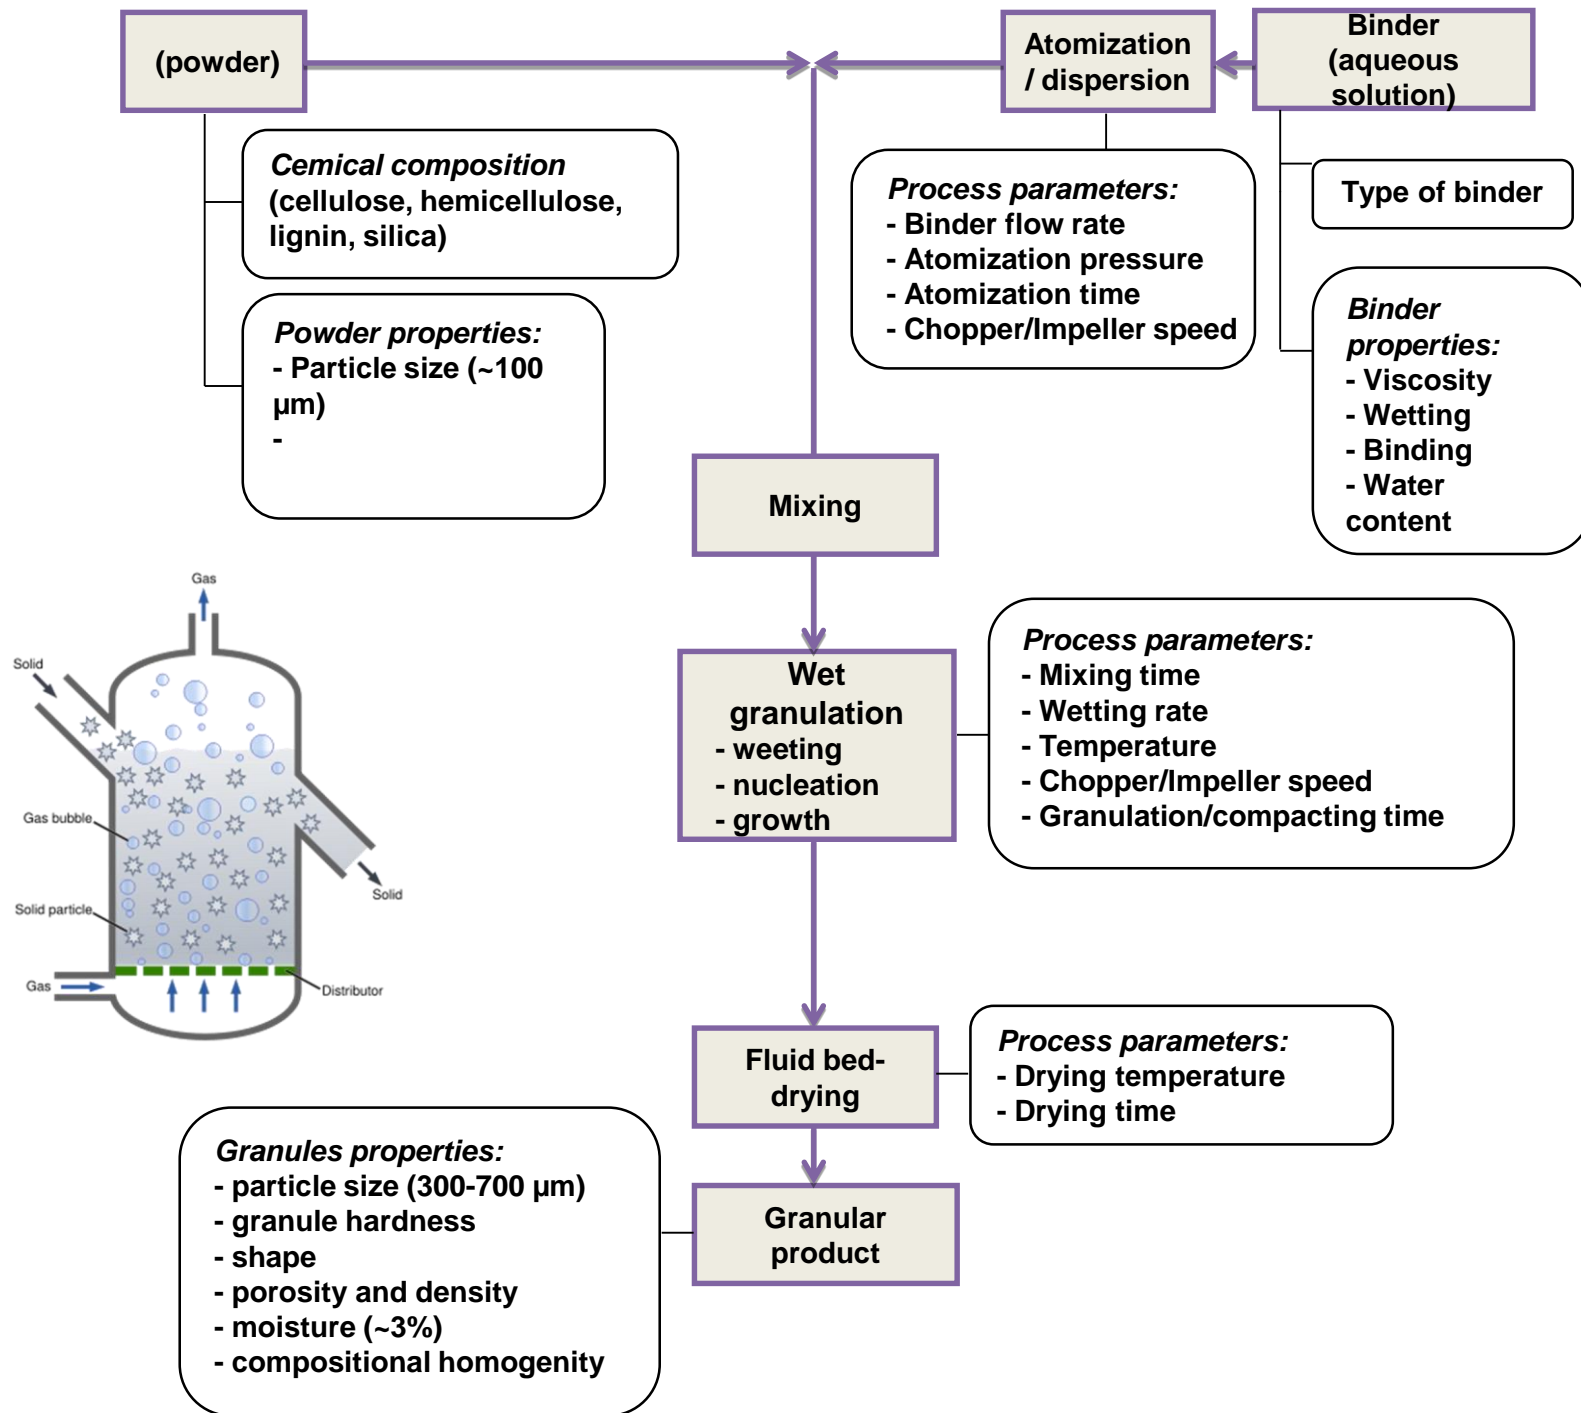 (powder)
Atomization
/ dispersion
Binder
(aqueous
solution)
Cemical composition
(cellulose, hemicellulose,
lignin, silica)
Powder properties:
- Particle size (~100
µm)
-
Process parameters:
- Binder flow rate
- Atomization pressure
- Atomization time
- Chopper/Impeller speed
Type of binder
Binder
properties:
- Viscosity
- Wetting
- Binding
- Water
content
Mixing
Gas
Solid
Gas bubble
Solid particle
Gas
Solid
Distributor
Wet
granulation
- weeting
- nucleation
- growth
Process parameters:
- Mixing time
- Wetting rate
- Temperature
- Chopper/Impeller speed
- Granulation/compacting time
Fluid bed-
drying
Process parameters:
- Drying temperature
- Drying time
Granules properties:
- particle size (300-700 µm)
- granule hardness
- shape
- porosity and density
- moisture (~3%)
- compositional homogenity
Granular
product